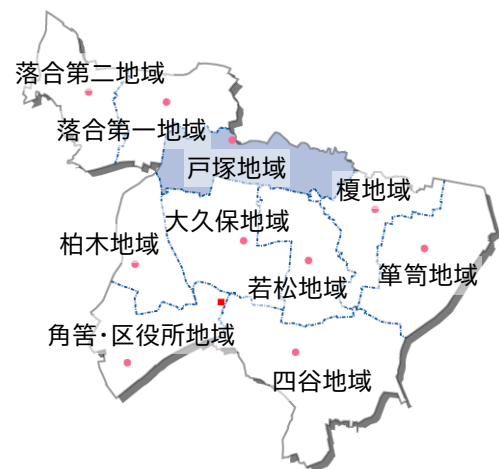 落合第二地域
落合第一地域
戸塚地域
榎地域
大久保地域
柏木地域
若松地域
箪笥地域
角筈・区役所地域
四谷地域